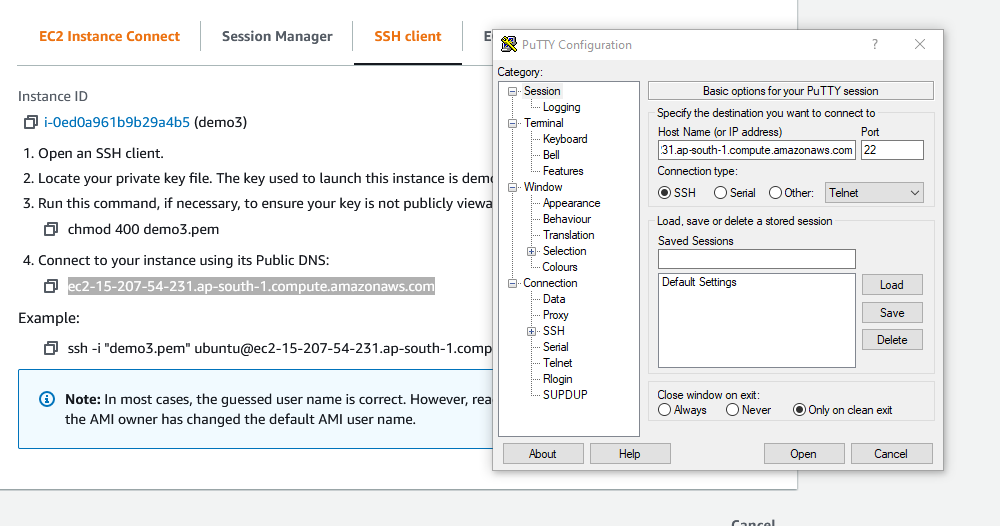 EC2 Instance Connect
Session Manager
SSH client
Instance ID
i-0ed0a961b9b29a4b5 (demo3)
1. Open an SSH client.
2. Locate your private key file. The key used to launch this instance is
3. Run this command, if necessary, to ensure your key is not publicly
chmod 400 demo3.pem
4. Connect to your instance using its Public DNS:
ec2-15-207-54-231.ap-south-1.compute.amazonaws.com
Example:
ssh -i "demo3.pem" ubuntu@ec2-15-207-54-231.ap-south-1.comp
Note: In most cases, the guessed user name is correct. However,
the AMI owner has changed the default AMI user name.
Cancel
PuTTY Configuration
?
Category:
Session
Logging
Terminal
Keyboard
Bell
Features
Window
Appearance
Behaviour
Translation
Selection
Colours
Connection
Data
Proxy
SSH
Serial
Telnet
Rlogin
SUPDUP
Basic options for your PuTTY session
Specify the destination you want to connect to
Host Name (or IP address) Port
31.ap-south-1.compute.amazonaws.com 22
Connection type:
SSH Serial Other: Telnet
Load, save or delete a stored session
Saved Sessions
Default Settings
Load
Save
Delete
Close window on exit:
Always Never Only on clean exit
About Help Open Cancel